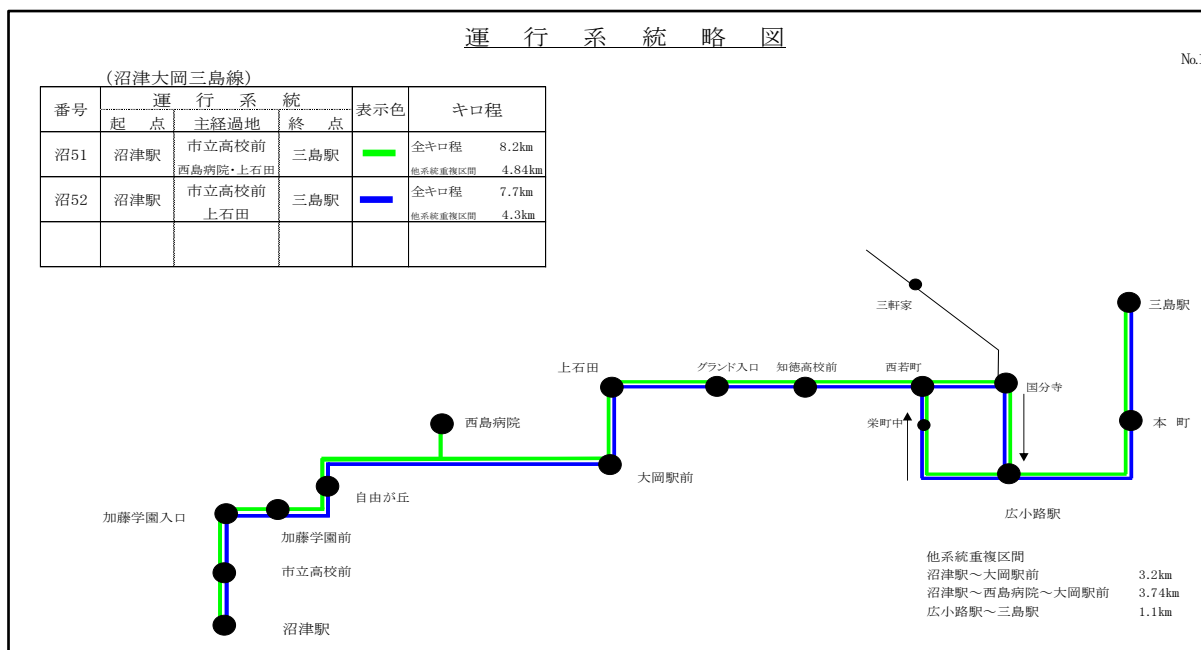 運行系統略図
No.1
(沼津大岡三島線)
番号 運行系統 表示色 キロ程
起点 主経過地 終点
沼51 沼津駅 市立高校前 三島駅 全キロ程 8.2km
西島病院・上石田 他系統重複区間 4.84km
沼52 沼津駅 市立高校前 三島駅 全キロ程 7.7km
上石田 他系統重複区間 4.3km
三軒家
三島駅
上石田
グランド入口
知徳高校前
西若町
国分寺
西島病院
栄町中
本町
大岡駅前
自由が丘
広小路駅
加藤学園入口
加藤学園前
市立高校前
沼津駅
他系統重複区間
沼津駅～大岡駅前 3.2km
沼津駅～西島病院～大岡駅前 3.74km
広小路駅～三島駅 1.1km